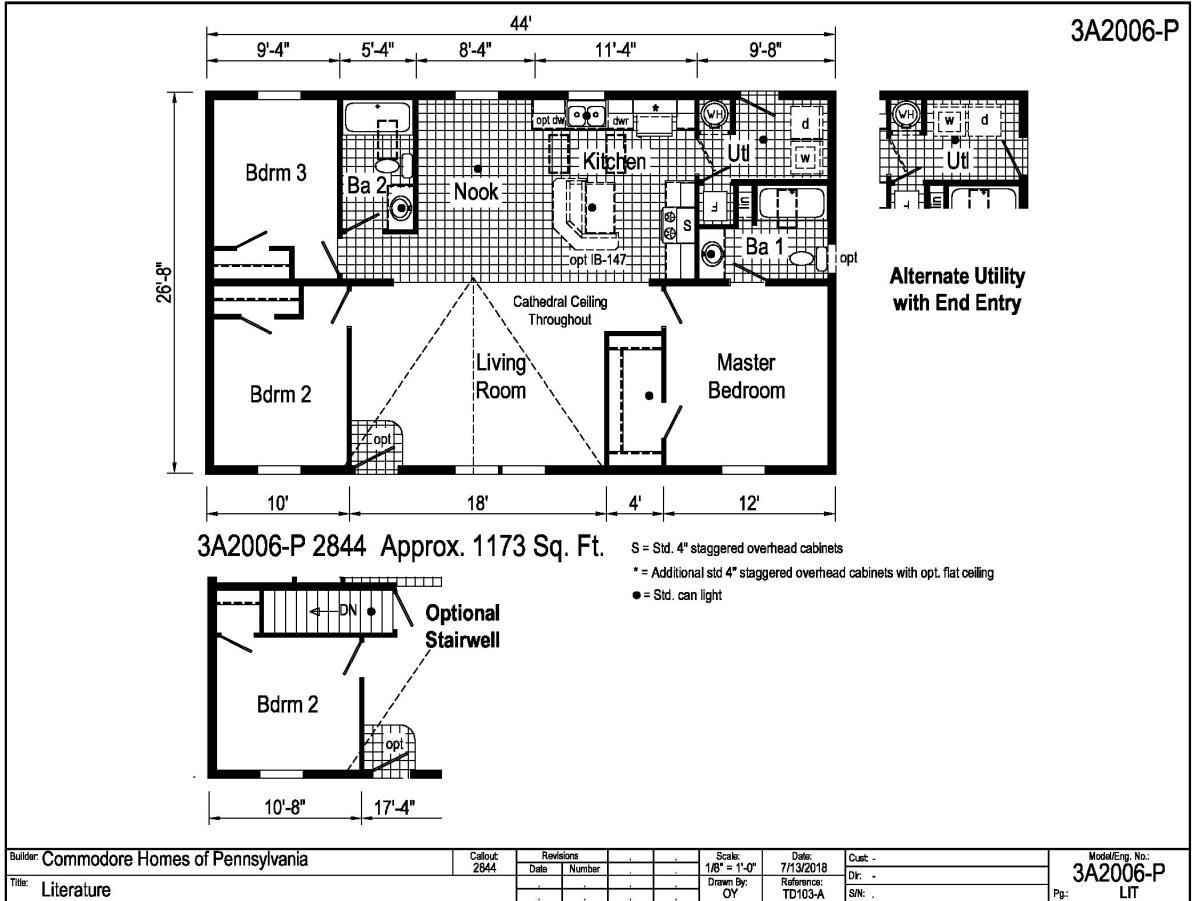 3A2006-P
44'
9'-4" 5'-4" 8'-4" 11'-4" 9'-8"
26'-8"
opt dw dwr * WH d
w
Bdrm 3
Ba 2
Nook
Kitchen
Utl
F
util
S
Ba 1
opt IB-147
opt
WH w d
Utl
F
Alternate Utility
with End Entry
Cathedral Ceiling
Throughout
Living
Room
Master
Bedroom
Bdrm 2
opt
10' 18' 4' 12'
3A2006-P 2844 Approx. 1173 Sq. Ft.
S = Std. 4" staggered overhead cabinets
* = Additional std 4" staggered overhead cabinets with opt. flat ceiling
● = Std. can light
DN
Optional
Stairwell
Bdrm 2
opt
10'-8" 17'-4"
Builder: Commodore Homes of Pennsylvania
Title: Literature
Callout:
2844
Revisions
Date Number
Scale:
1/8" = 1'-0"
Drawn By:
OY
Date:
7/13/2018
Reference:
TD103-A
Cust: -
Dir: -
S/N: .
Model/Eng. No.:
3A2006-P
Pg.: LIT